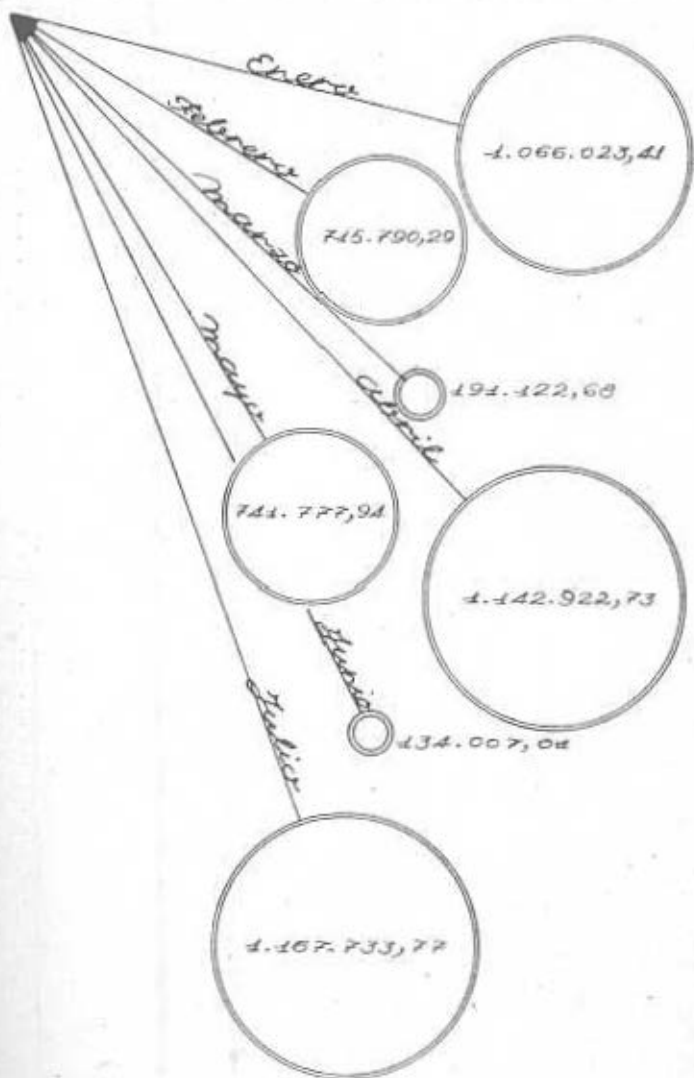 Enero
1.066.023,41
Febrero
715.790,29
Marzo
191.122,68
Abril
1.142.922,73
Mayo
741.777,94
Junio
134.007,01
Julio
1.167.733,77